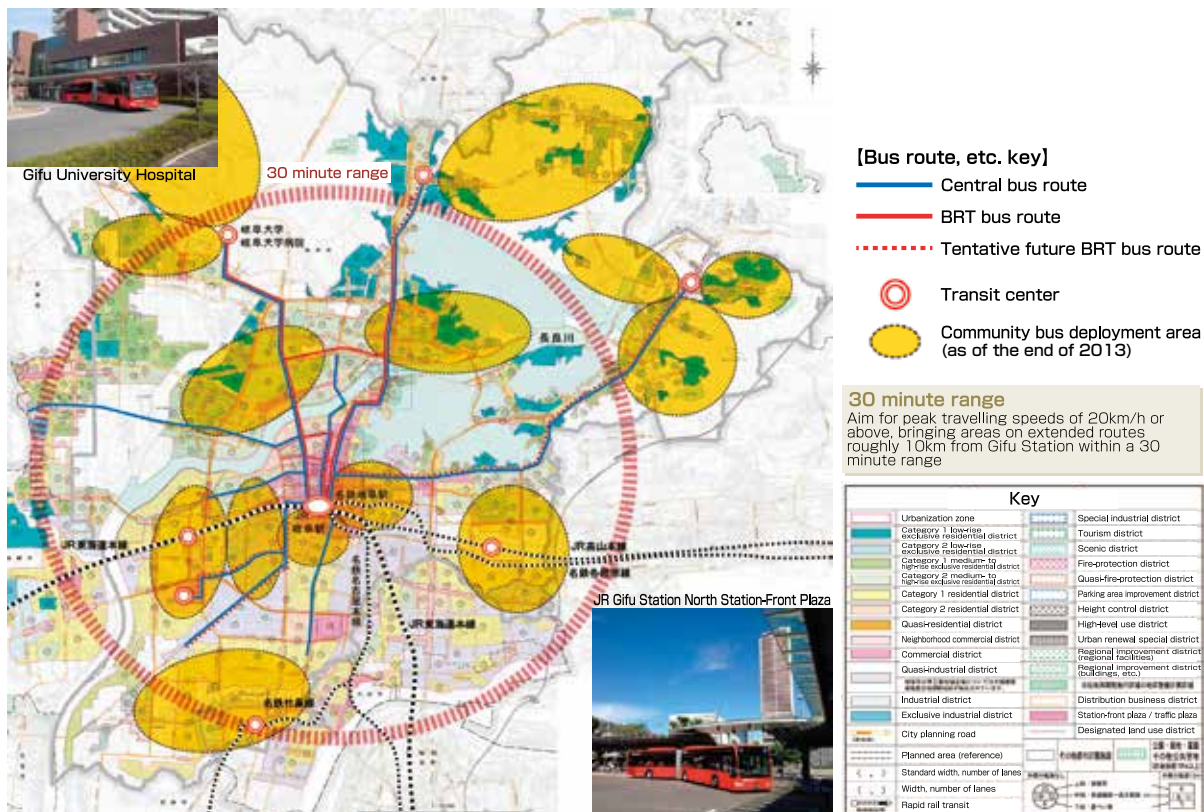 Gifu University Hospital
30 minute range
岐阜大学
岐阜大学病院
長良川
名鉄岐阜駅
岐阜駅
JR東海道本線
JR高山本線
名鉄各務原線
名鉄名古屋本線
JR東海道本線
名鉄竹鼻線
JR Gifu Station North Station-Front Plaza
【Bus route, etc. key】
Central bus route
BRT bus route
Tentative future BRT bus route
Transit center
Community bus deployment area
(as of the end of 2013)
30 minute range
Aim for peak travelling speeds of 20km/h or
above, bringing areas on extended routes
roughly 10km from Gifu Station within a 30
minute range
Key
Urbanization zone
Category 1 low-rise
exclusive residential district
Category 2 low-rise
exclusive residential district
Category 1 medium- to
high-rise exclusive residential district
Category 2 medium- to
high-rise exclusive residential district
Category 1 residential district
Category 2 residential district
Quasi-residential district
Neighborhood commercial district
Commercial district
Quasi-industrial district
Industrial district
Exclusive industrial district
City planning road
Planned area (reference)
Standard width, number of lanes
Width, number of lanes
Rapid rail transit
Special industrial district
Tourism district
Scenic district
Fire-protection district
Quasi-fire-protection district
Parking area improvement district
Height control district
High-level use district
Urban renewal special district
Regional improvement district
(regional facilities)
Regional improvement district
(buildings, etc.)
Distribution business district
Station-front plaza / traffic plaza
Designated land use district